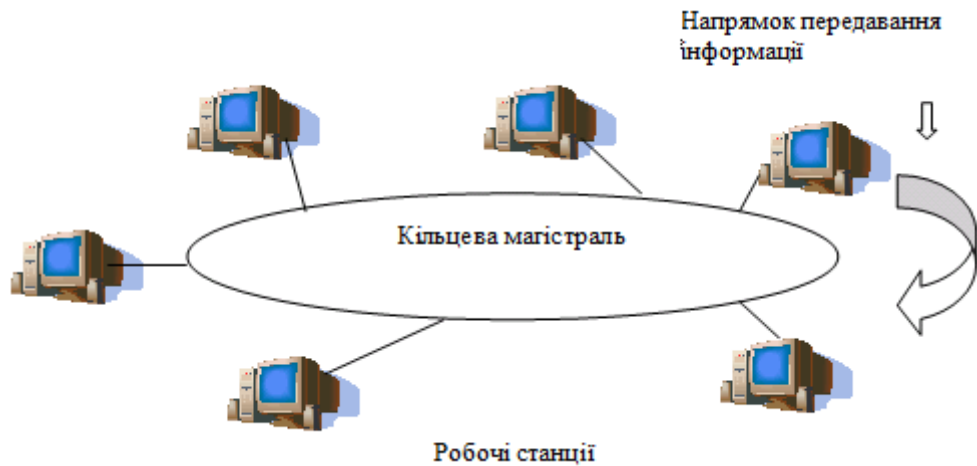 Напрямок передавання
інформації
Кільцева магістраль
Робочі станції